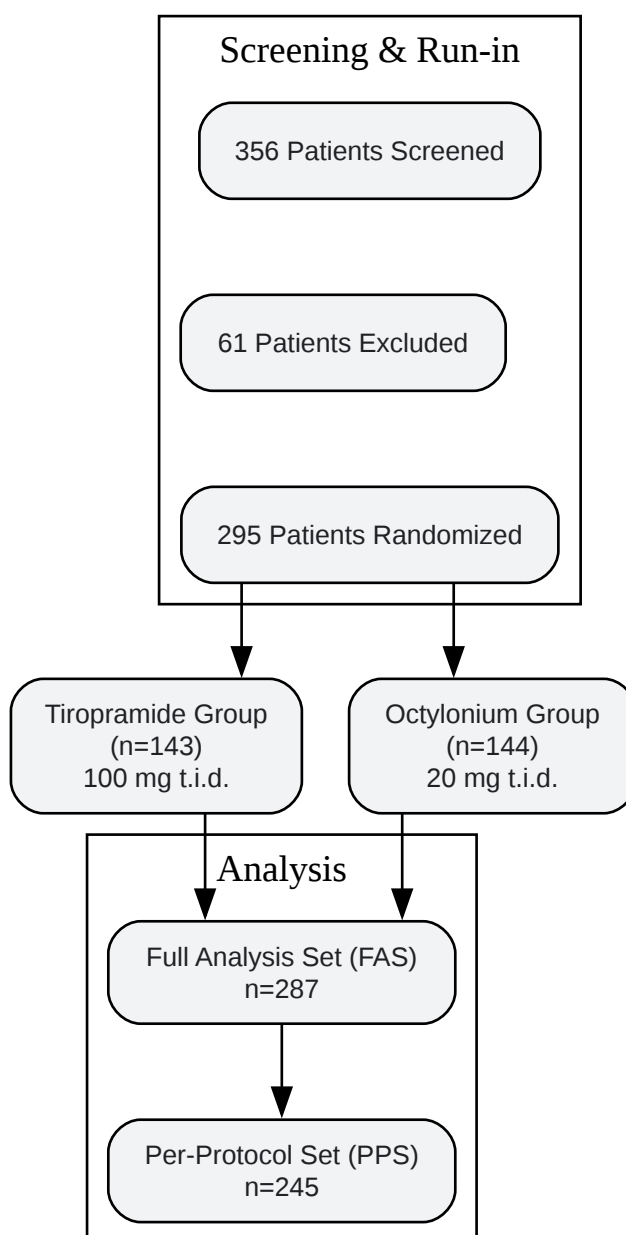 Screening & Run-in
356 Patients Screened
61 Patients Excluded
295 Patients Randomized
Tiropramide Group
(n=143)
100 mg t.i.d.
Octylonium Group
(n=144)
20 mg t.i.d.
Analysis
Full Analysis Set (FAS)
n=287
Per-Protocol Set (PPS)
n=245